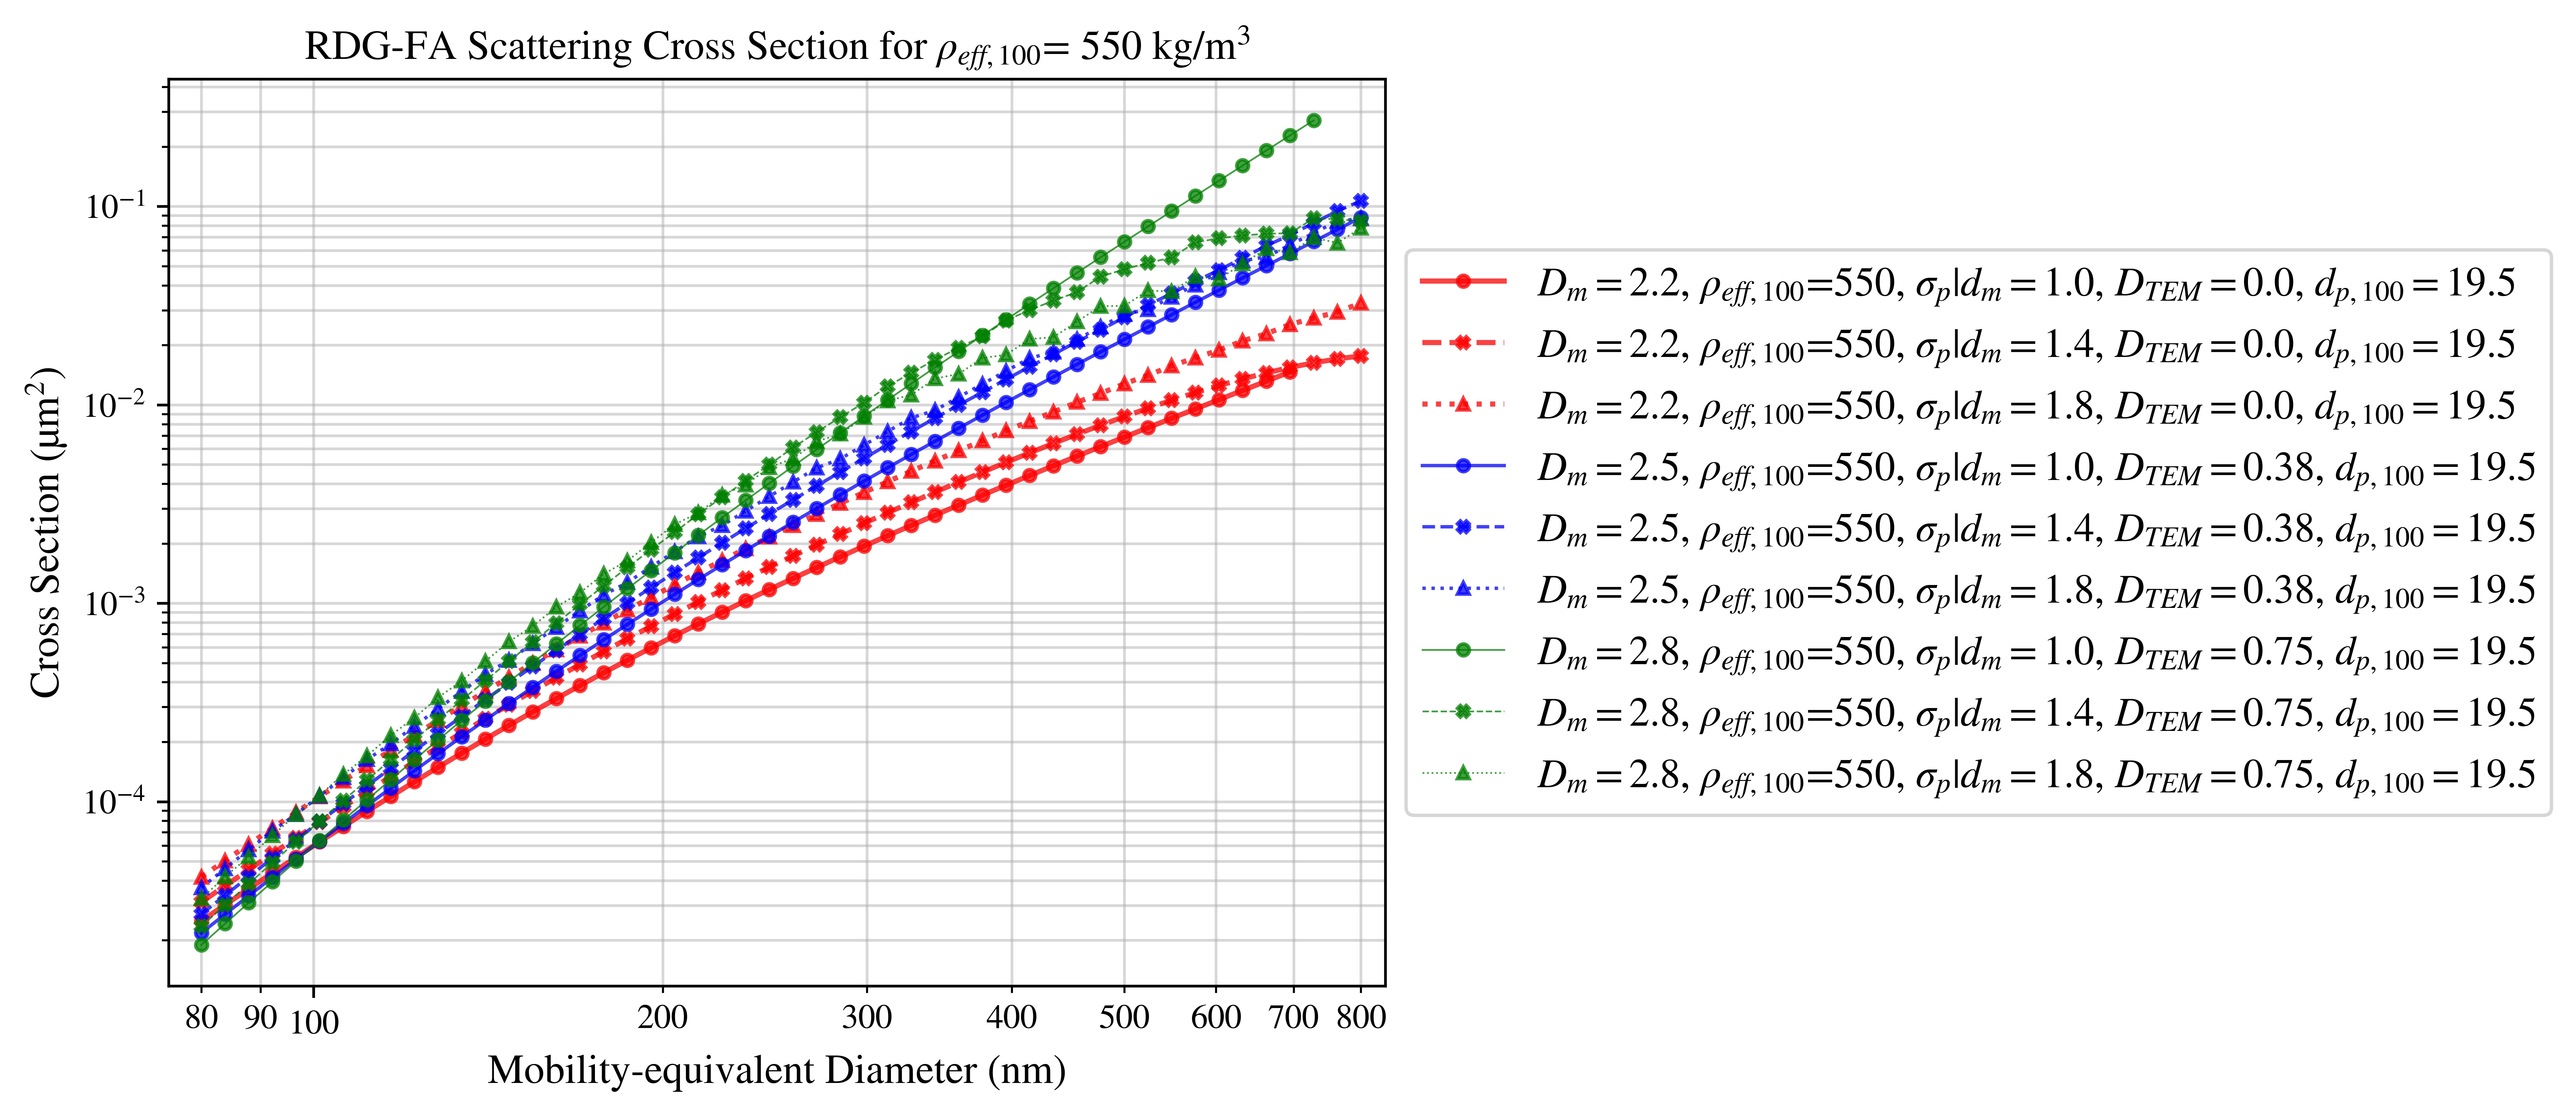 RDG-FA Scattering Cross Section for ρeff,100= 550 kg/m³
Cross Section (µm²)
10⁻¹
10⁻²
10⁻³
10⁻⁴
80 90 100 200 300 400 500 600 700 800
Mobility-equivalent Diameter (nm)
Dm = 2.2, ρeff,100=550, σp|dm = 1.0, DTEM = 0.0, dp,100 = 19.5
Dm = 2.2, ρeff,100=550, σp|dm = 1.4, DTEM = 0.0, dp,100 = 19.5
Dm = 2.2, ρeff,100=550, σp|dm = 1.8, DTEM = 0.0, dp,100 = 19.5
Dm = 2.5, ρeff,100=550, σp|dm = 1.0, DTEM = 0.38, dp,100 = 19.5
Dm = 2.5, ρeff,100=550, σp|dm = 1.4, DTEM = 0.38, dp,100 = 19.5
Dm = 2.5, ρeff,100=550, σp|dm = 1.8, DTEM = 0.38, dp,100 = 19.5
Dm = 2.8, ρeff,100=550, σp|dm = 1.0, DTEM = 0.75, dp,100 = 19.5
Dm = 2.8, ρeff,100=550, σp|dm = 1.4, DTEM = 0.75, dp,100 = 19.5
Dm = 2.8, ρeff,100=550, σp|dm = 1.8, DTEM = 0.75, dp,100 = 19.5